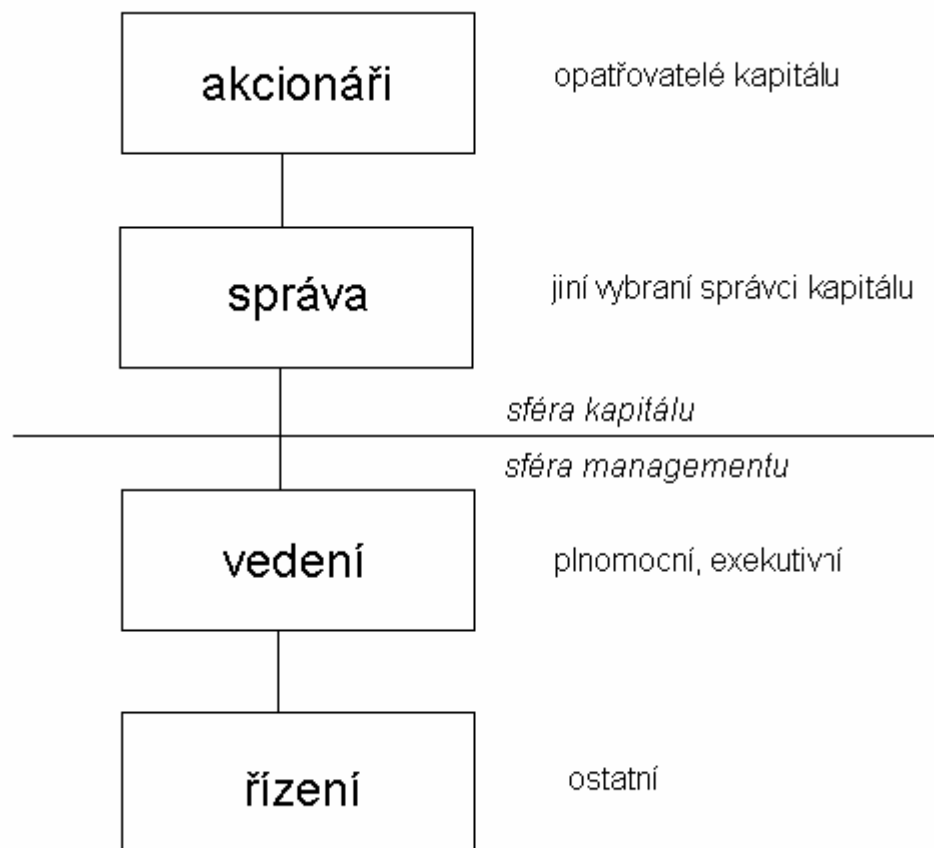 akcionáři
opatřovatelé kapitálu
správa
jiní vybraní správci kapitálu
sféra kapitálu
sféra managementu
vedení
plnomocní, exekutivní
řízení
ostatní